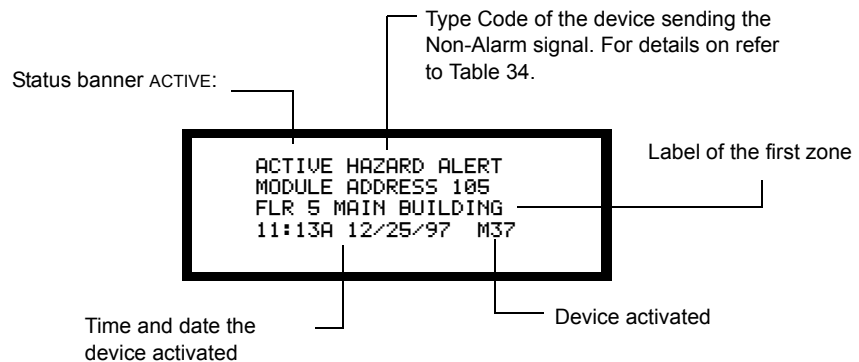 Type Code of the device sending the
Non-Alarm signal. For details on refer
to Table 34.
Status banner ACTIVE:
Label of the first zone
ACTIVE HAZARD ALERT
MODULE ADDRESS 105
FLR 5 MAIN BUILDING
11:13A 12/25/97 M37
Time and date the
device activated
Device activated